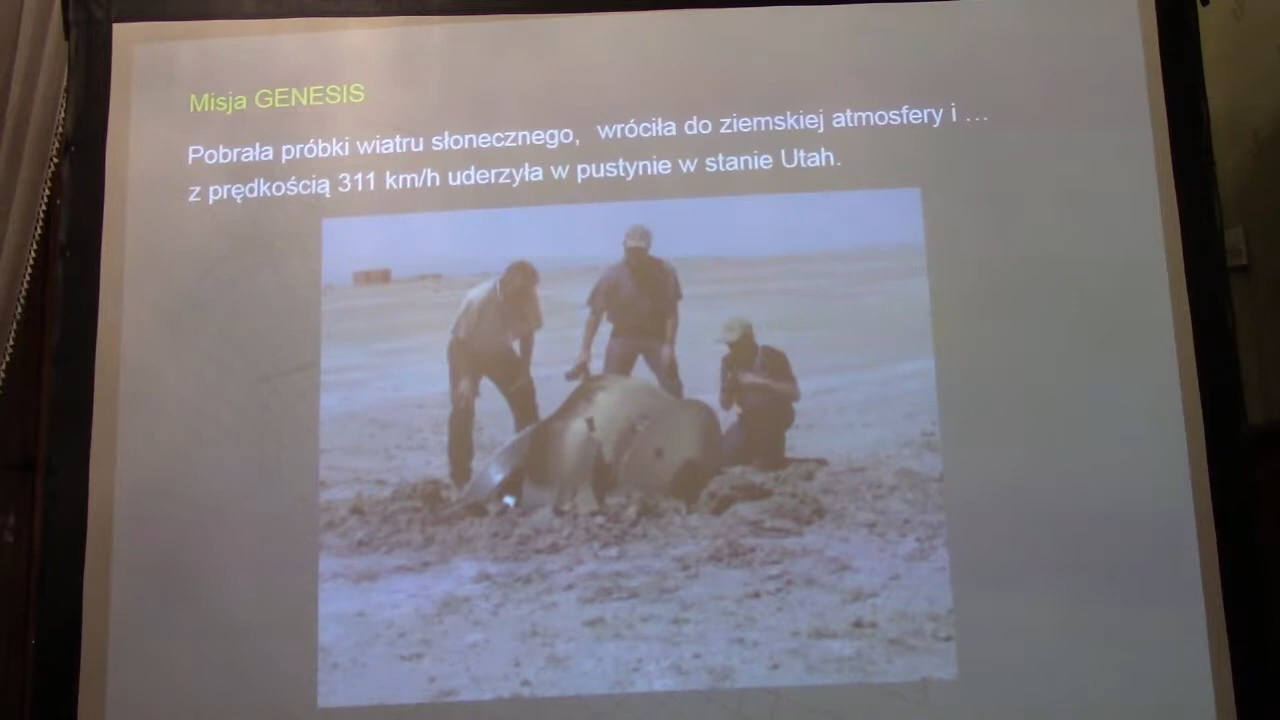 Misja GENESIS
Pobrała próbki wiatru słonecznego, wróciła do ziemskiej atmosfery i ...
z prędkością 311 km/h uderzyła w pustynie w stanie Utah.